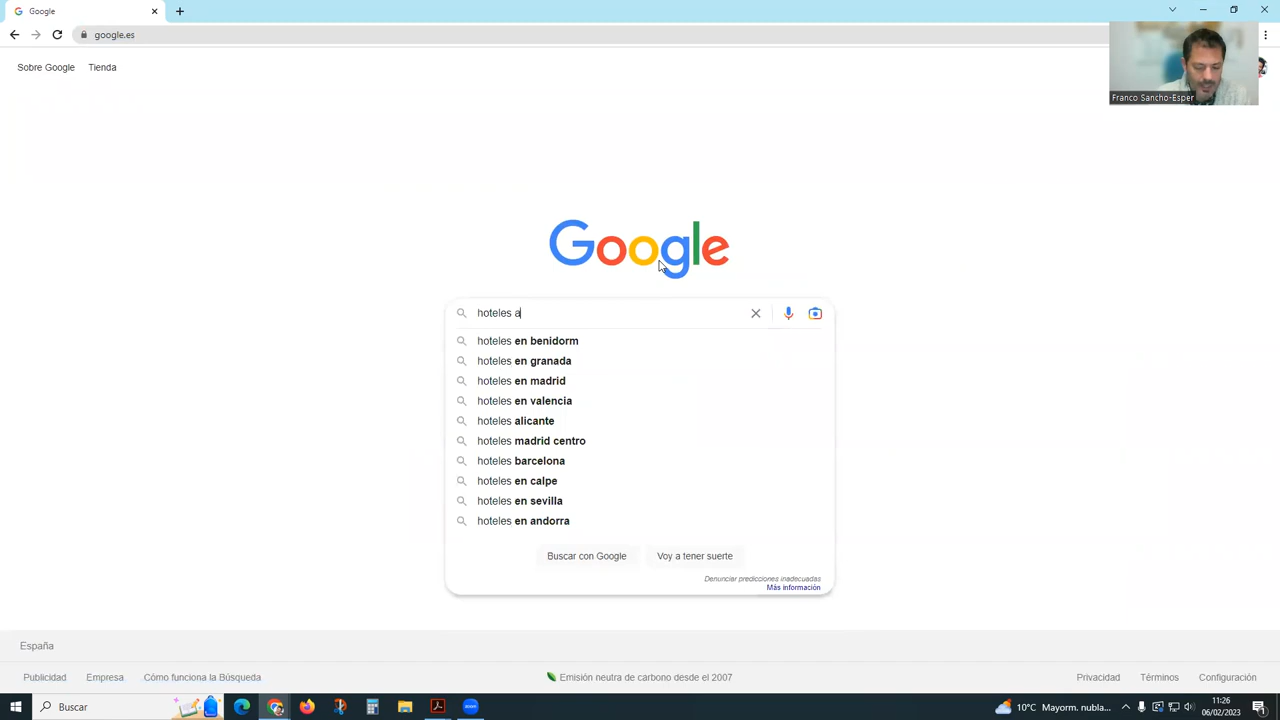 Google
google.es
Sobre Google
Tienda
Franco Sancho-Esper
Google
hoteles a
hoteles en benidorm
hoteles en granada
hoteles en madrid
hoteles en valencia
hoteles alicante
hoteles madrid centro
hoteles barcelona
hoteles en calpe
hoteles en sevilla
hoteles en andorra
Buscar con Google
Voy a tener suerte
Denunciar predicciones inadecuadas
Más información
España
Publicidad
Empresa
Cómo funciona la Búsqueda
Emisión neutra de carbono desde el 2007
Privacidad
Términos
Configuración
Buscar
10°C Mayorm. nubla...
11:26
06/02/2023
1